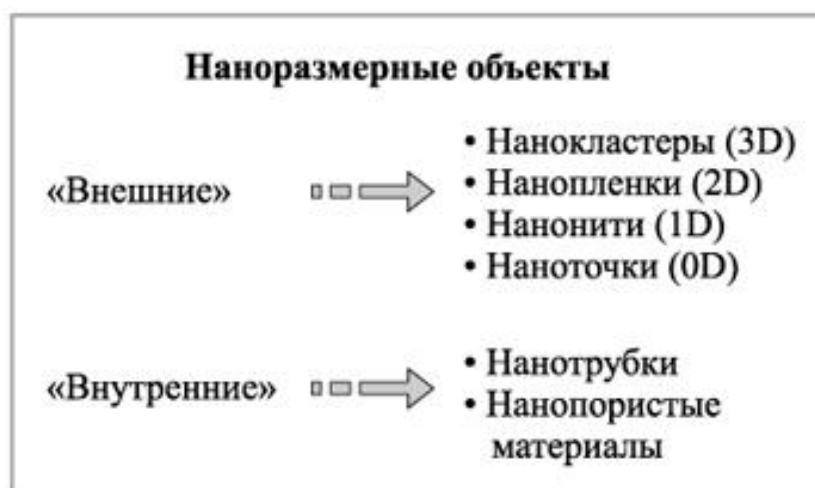 Наноразмерные объекты
«Внешние»
• Нанокластеры (3D)
• Нанопленки (2D)
• Нанонити (1D)
• Наноточки (0D)
«Внутренние»
• Нанотрубки
• Нанопористые
материалы